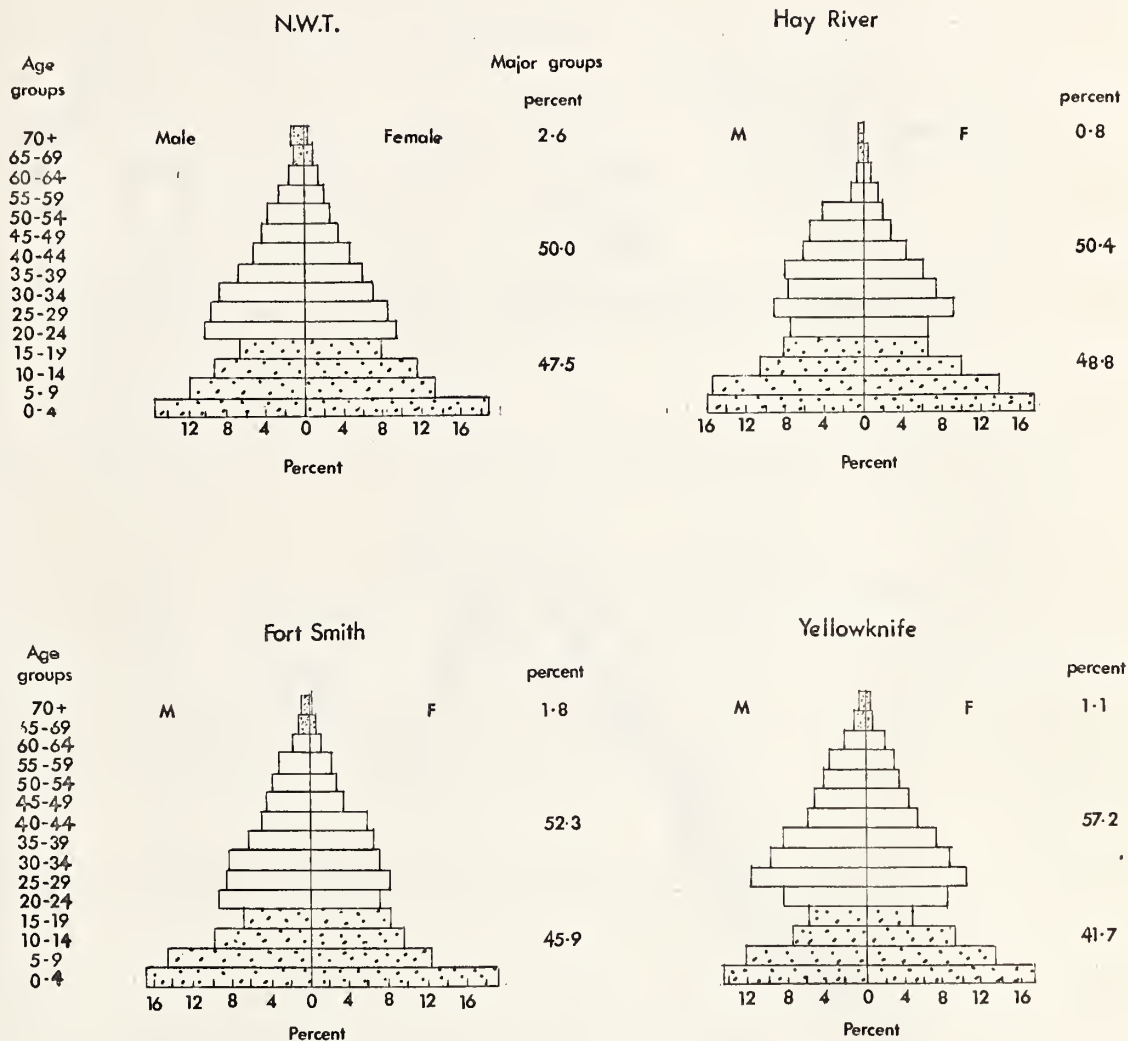 N.W.T.
Hay River
Age
groups
Major groups
percent
percent
Male
Female
M
F
70+
2·6
0·8
65-69
60-64
55-59
50-54
45-49
40-44
50·0
50·4
35-39
30-34
25-29
20-24
15-19
10-14
47·5
48·8
5-9
0-4
12 8 4 0 4 8 12 16
16 12 8 4 0 4 8 12 16
Percent
Percent
Fort Smith
Yellowknife
Age
groups
percent
percent
70+
M
F
1·8
M
F
1·1
65-69
60-64
55-59
50-54
45-49
40-44
52·3
57·2
35-39
30-34
25-29
20-24
15-19
10-14
45·9
41·7
5-9
0-4
16 12 8 4 0 4 8 12 16
12 8 4 0 4 8 12 16
Percent
Percent